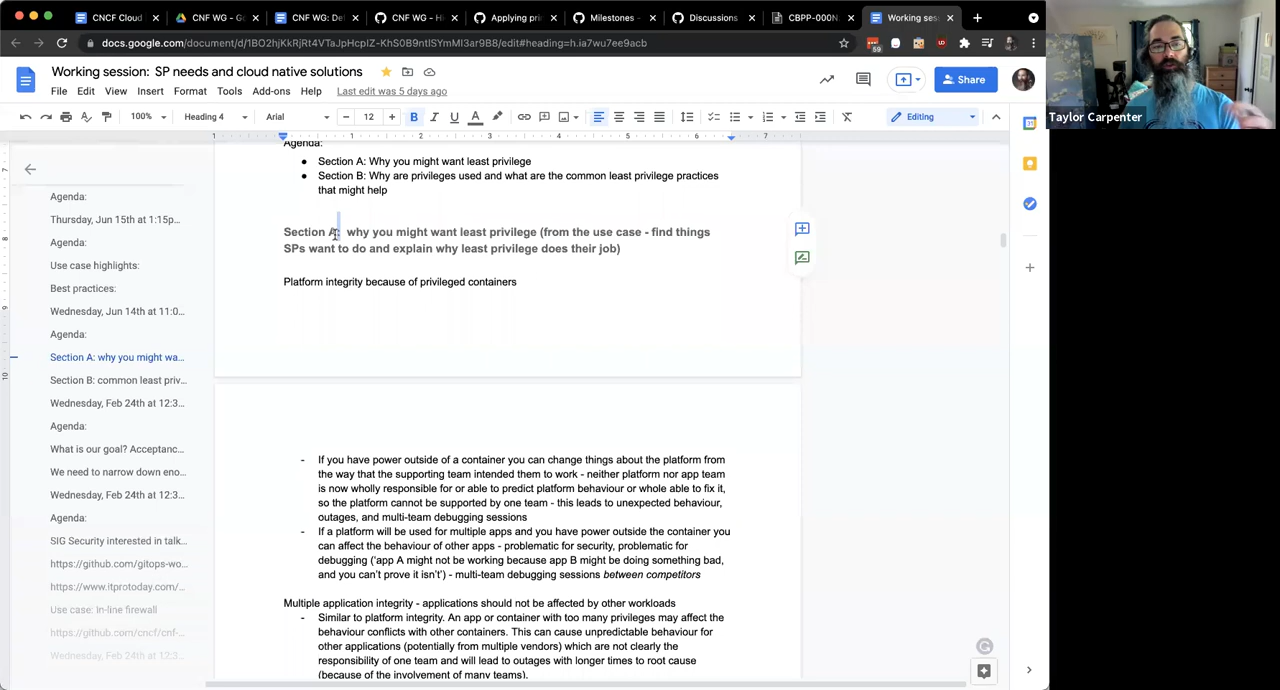 CNCF Cloud
CNF WG - G
CNF WG: De
CNF WG - Hi
Applying pri
Milestones -
Discussions
CBPP-000N
Working ses
docs.google.com/document/d/1BO2hjKkRjRt4VTaJpHcpIZ-KhS0B9ntISYmMI3ar9B8/edit#heading=h.ia7wu7ee9acb
59
Working session: SP needs and cloud native solutions
File Edit View Insert Format Tools Add-ons Help Last edit was 5 days ago
Share
100% Heading 4 Arial 12 B I U A Editing
1 1 2 3 4 5 6 7
Taylor Carpenter
Agenda:
Thursday, Jun 15th at 1:15p...
Agenda:
Use case highlights:
Best practices:
Wednesday, Jun 14th at 11:0...
Agenda:
Section A: why you might wa...
Section B: common least priv...
Wednesday, Feb 24th at 12:3...
Agenda:
What is our goal? Acceptanc...
We need to narrow down eno...
Wednesday, Feb 24th at 12:3...
Agenda:
SIG Security interested in talk...
https://github.com/gitops-wo...
https://www.itprotoday.com/...
Use case: In-line firewall
https://github.com/cncf/cnf-...
Wednesday, Feb 24th at 12:3...
7
8
9
10
Agenda:
● Section A: Why you might want least privilege
● Section B: Why are privileges used and what are the common least privilege practices
that might help
Section A: why you might want least privilege (from the use case - find things
SPs want to do and explain why least privilege does their job)
Platform integrity because of privileged containers
- If you have power outside of a container you can change things about the platform from
the way that the supporting team intended them to work - neither platform nor app team
is now wholly responsible for or able to predict platform behaviour or whole able to fix it,
so the platform cannot be supported by one team - this leads to unexpected behaviour,
outages, and multi-team debugging sessions
- If a platform will be used for multiple apps and you have power outside the container you
can affect the behaviour of other apps - problematic for security, problematic for
debugging ('app A might not be working because app B might be doing something bad,
and you can't prove it isn't') - multi-team debugging sessions between competitors
Multiple application integrity - applications should not be affected by other workloads
- Similar to platform integrity. An app or container with too many privileges may affect the
behaviour conflicts with other containers. This can cause unpredictable behaviour for
other applications (potentially from multiple vendors) which are not clearly the
responsibility of one team and will lead to outages with longer times to root cause
(because of the involvement of many teams).